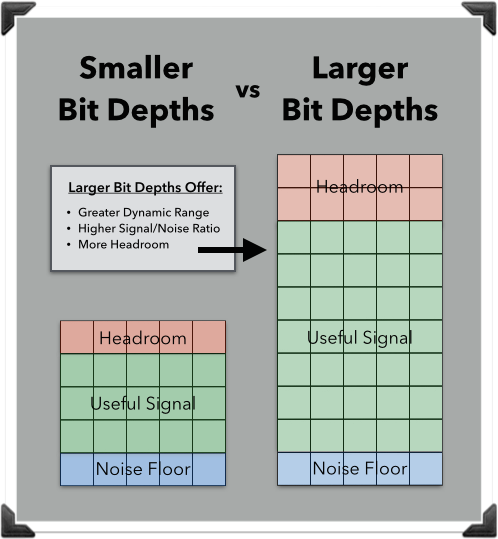 Smaller
Bit Depths
vs
Larger
Bit Depths
Larger Bit Depths Offer:
• Greater Dynamic Range
• Higher Signal/Noise Ratio
• More Headroom
Headroom
Useful Signal
Noise Floor
Headroom
Useful Signal
Noise Floor